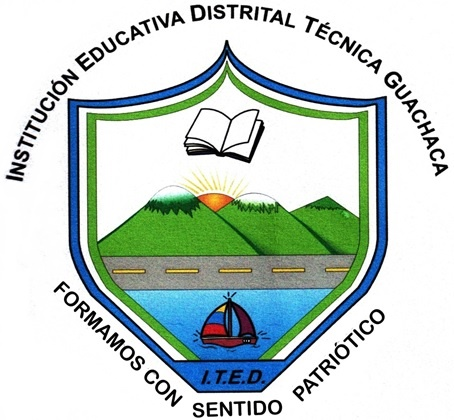 INSTITUCIÓN EDUCATIVA DISTRITAL TÉCNICA GUACHACA
I.T.E.D.
FORMAMOS CON SENTIDO PATRIÓTICO